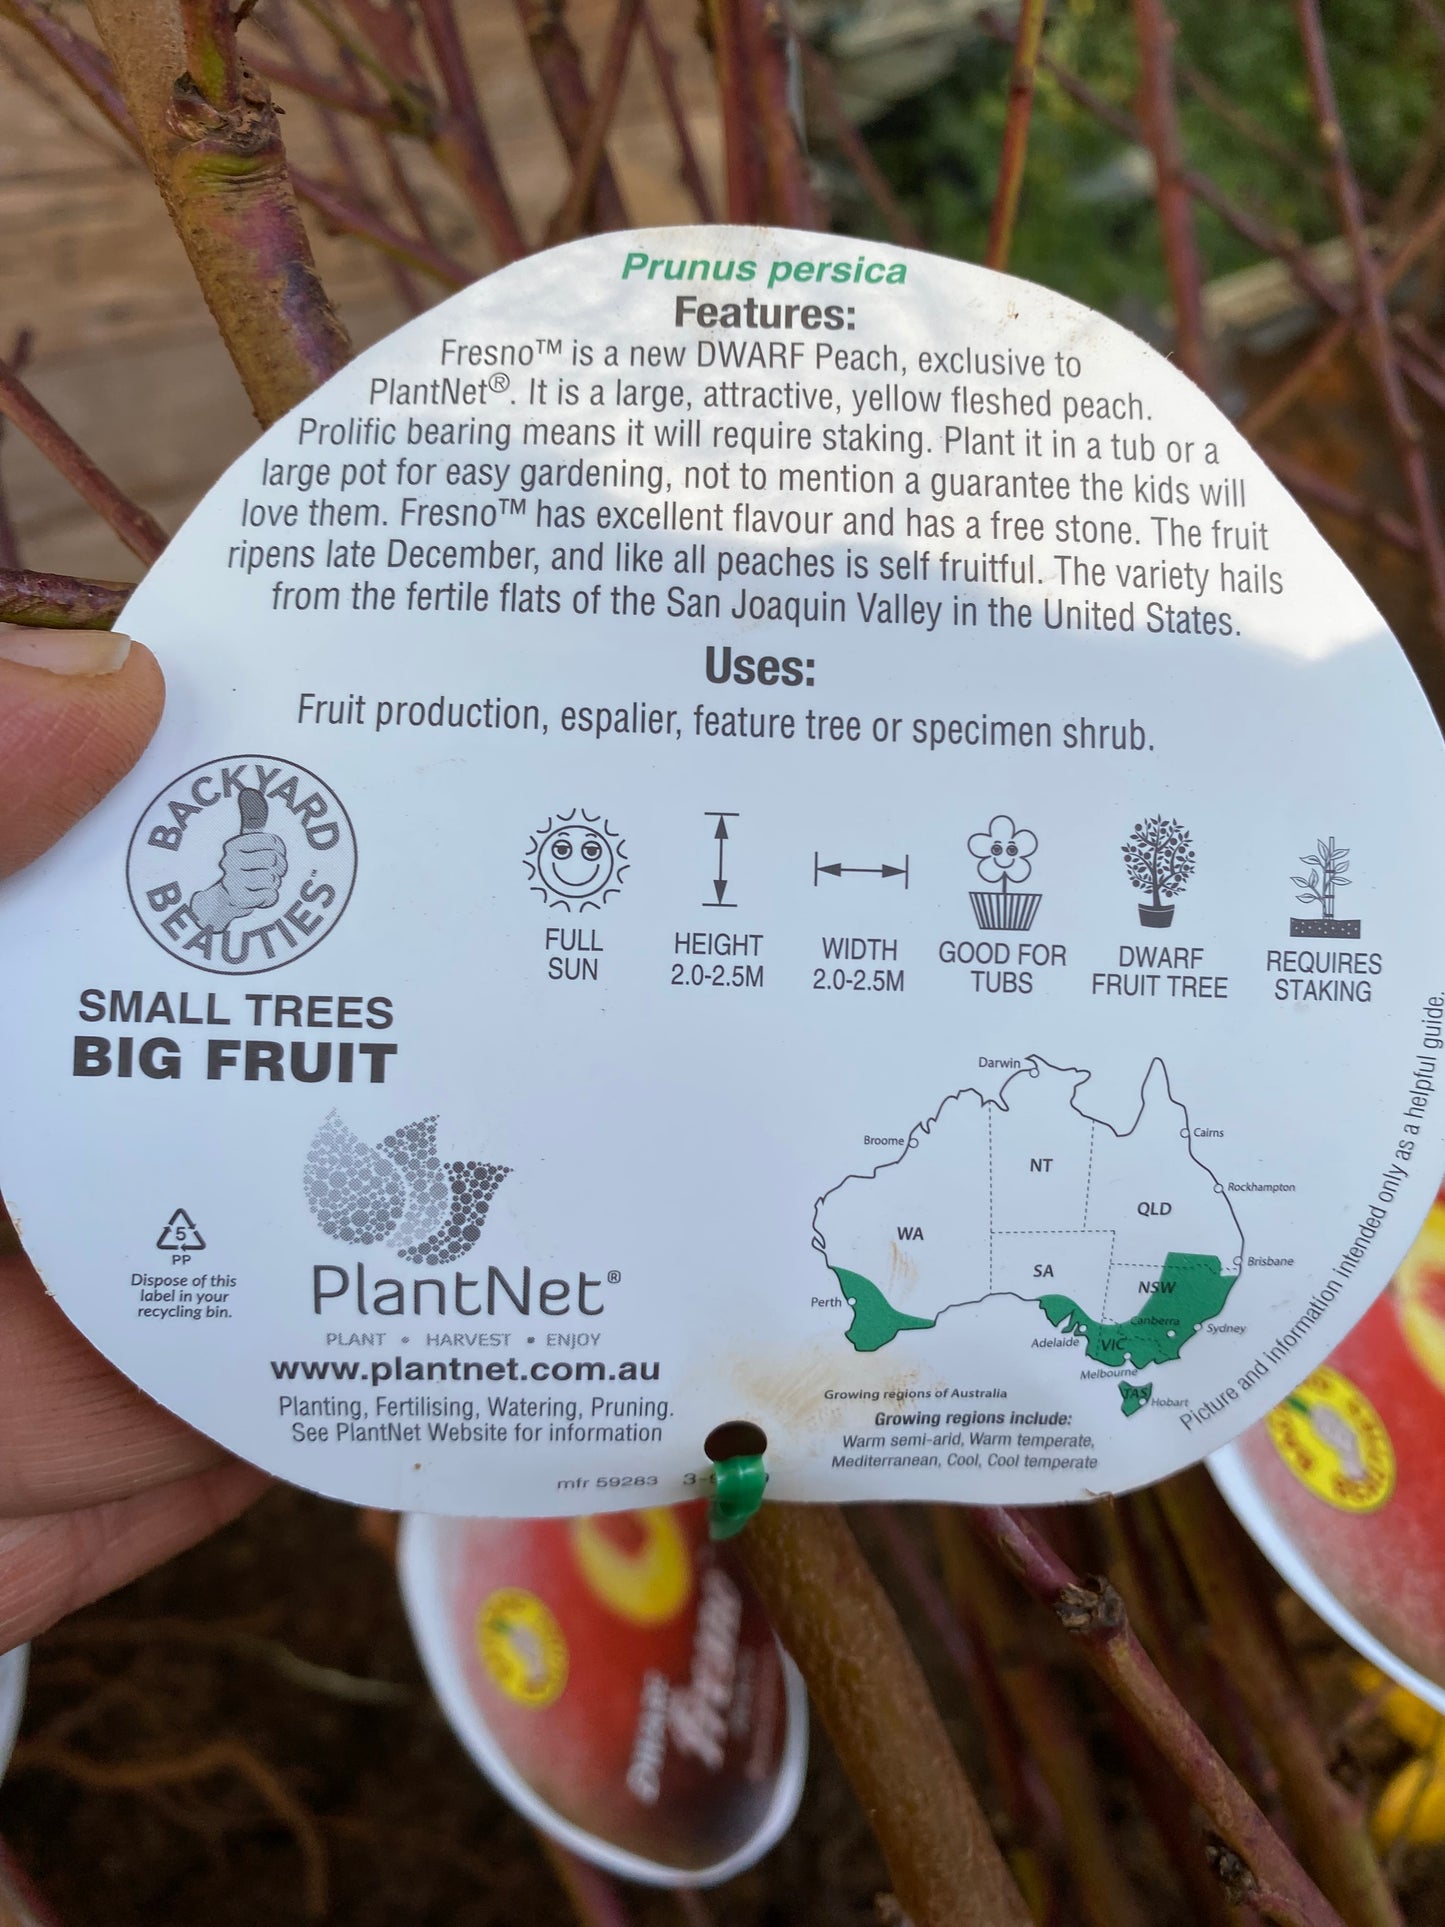 Prunus persica
Features:
Fresno™ is a new DWARF Peach, exclusive to
PlantNet®. It is a large, attractive, yellow fleshed peach.
Prolific bearing means it will require staking. Plant it in a tub or a
large pot for easy gardening, not to mention a guarantee the kids will
love them. Fresno™ has excellent flavour and has a free stone. The fruit
ripens late December, and like all peaches is self fruitful. The variety hails
from the fertile flats of the San Joaquin Valley in the United States.
Uses:
Fruit production, espalier, feature tree or specimen shrub.
BACKYARD
BEAUTIES™
SMALL TREES
BIG FRUIT
FULL
SUN
HEIGHT
2.0-2.5M
WIDTH
2.0-2.5M
GOOD FOR
TUBS
DWARF
FRUIT TREE
REQUIRES
STAKING
5
PP
Dispose of this
label in your
recycling bin.
PlantNet®
PLANT • HARVEST • ENJOY
www.plantnet.com.au
Planting, Fertilising, Watering, Pruning.
See PlantNet Website for information
mfr 59283
Darwin
Broome
Cairns
NT
Rockhampton
QLD
WA
SA
Brisbane
NSW
Perth
Canberra
Sydney
Adelaide
VIC
Melbourne
TAS
Hobart
Growing regions of Australia
Growing regions include:
Warm semi-arid, Warm temperate,
Mediterranean, Cool, Cool temperate
Picture and information intended only as a helpful guide.
DWARF
Fresno